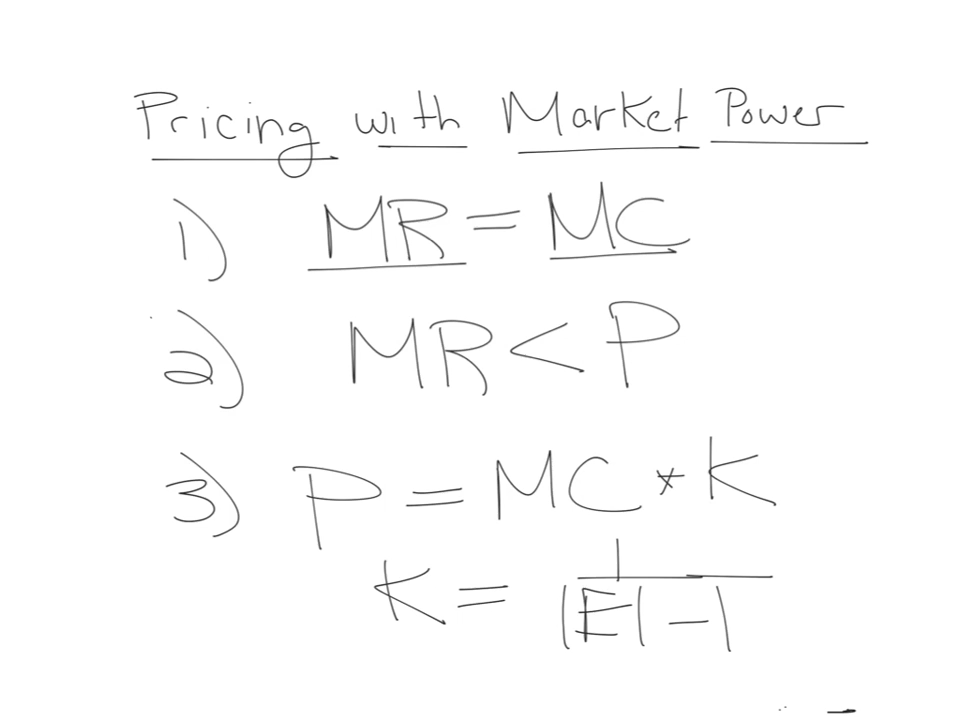 Pricing with Market Power
1) MR = MC
2) MR < P
3) P = MC * K
K = 1
|E| - 1